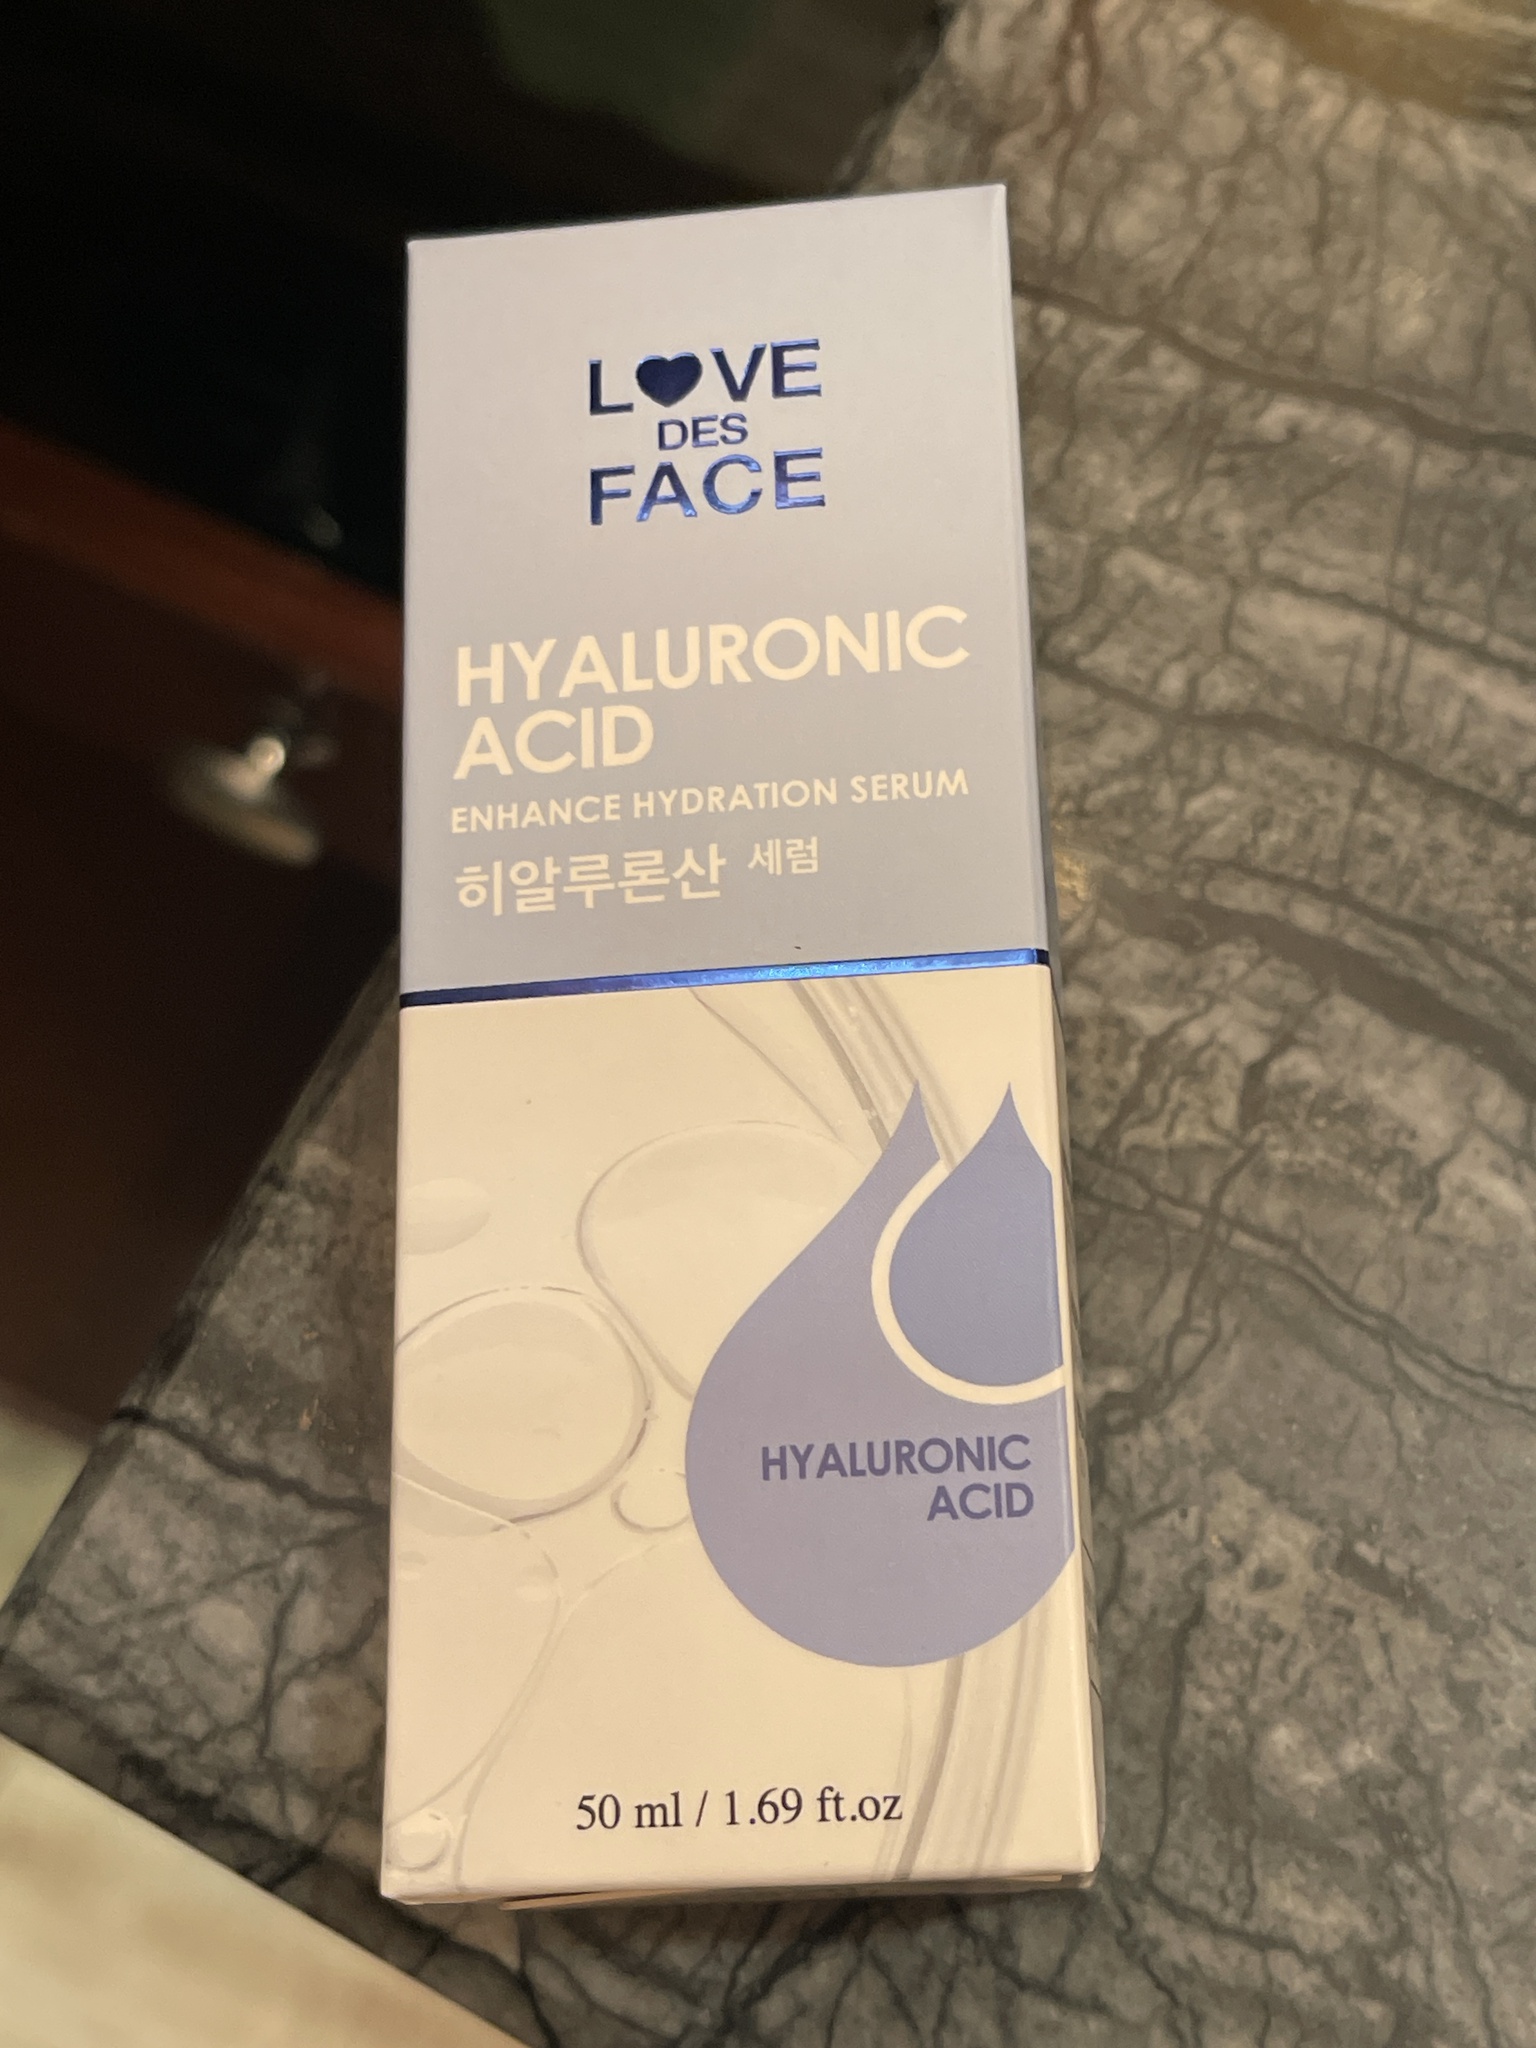 LOVE
DES
FACE
HYALURONIC
ACID
ENHANCE HYDRATION SERUM
히알루론산 세럼
HYALURONIC
ACID
50 ml / 1.69 ft.oz